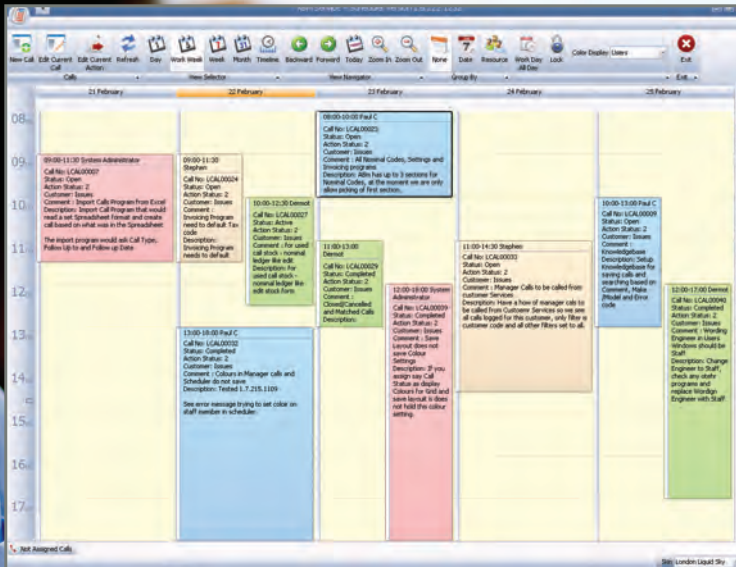 New Call
Edit Current Call
Edit Current Action
Refresh
Day
Work Week
Week
Month
Timeline
Backward
Forward
Today
Zoom In
Zoom Out
None
Date
Resource
Work Day All Day
Lock
Color Display: Users
Exit
Calls
View Selector
View Navigator
Group By
Exit
21 February
22 February
23 February
24 February
25 February
08
09
10
11
12
13
14
15
16
17
09:00-11:30 System Administrator
Call No: LCAL00007
Status: Open
Action Status: 2
Customer: Issues
Comment : Import Calls Program from Excel
Description: Import Call Program that would
read a set Spreadsheet format and create
call based on what was in the Spreadsheet
The import program would ask Call Type,
Follow Up to and Follow up Date
09:00-11:30
Stephen
Call No: LCAL00024
Status: Open
Action Status: 2
Customer: Issues
Comment :
Invoicing Program
need to default Tax
code
Description:
Invoicing Program
needs to default
10:00-12:30 Dermot
Call No: LCAL00027
Status: Active
Action Status: 2
Customer: Issues
Comment : for used
call stock - nominal
ledger like edit
Description: For
used call stock -
nominal ledger like
edit stock form
13:00-18:00 Paul C
Call No: LCAL00032
Status: Completed
Action Status: 2
Customer: Issues
Comment : Colours in Manager calls and
Scheduler do not save
Description: Tested 1.7.215.1109
See error message trying to set color on
staff member in scheduler.
08:00-10:00 Paul C
Call No: LCAL00023
Status: Open
Action Status: 2
Customer: Issues
Comment : All Nominal Codes, Settings and
Invoicing programs
Description: Atim has up to 3 sections for
Nominal Codes, at the moment we are only
allow picking of first section.
11:00-13:00
Dermot
Call No: LCAL00029
Status: Completed
Action Status: 2
Customer: Issues
Comment :
Closed/Cancelled
and Matched Calls
Description:
12:00-18:00 System
Administrator
Call No: LCAL00039
Status: Completed
Action Status: 2
Customer: Issues
Comment : Save
Layout does not
save Colour
Settings
Description: If you
assign say Call
Status as display
Colours for Grid and
save layout is does
not hold the colour
setting.
11:00-14:30 Stephen
Call No: LCAL00033
Status: Open
Action Status: 2
Customer: Issues
Comment : Manager Calls to be called from
customer Services
Description: Have a how of manager cals to
be called from Customer Services so we see
all calls logged for this customer, only filter is
customer code and all other filters set to all.
10:00-13:00 Paul C
Call No: LCAL00009
Status: Open
Action Status: 2
Customer: Issues
Comment :
Knowledgebase
Description: Setup
Knowledgebase for
saving calls and
searching based on
Comment, Make
/Model and Error
code
12:00-17:00 Dermot
Call No: LCAL00040
Status: Completed
Action Status: 2
Customer: Issues
Comment : Wording
Engineer in Users
Windows should be
Staff
Description: Change
Engineer to Staff,
check any otehr
programs and
replace Wordign
Engineer with Staff
Not Assigned Calls
Skin: London Liquid Sky